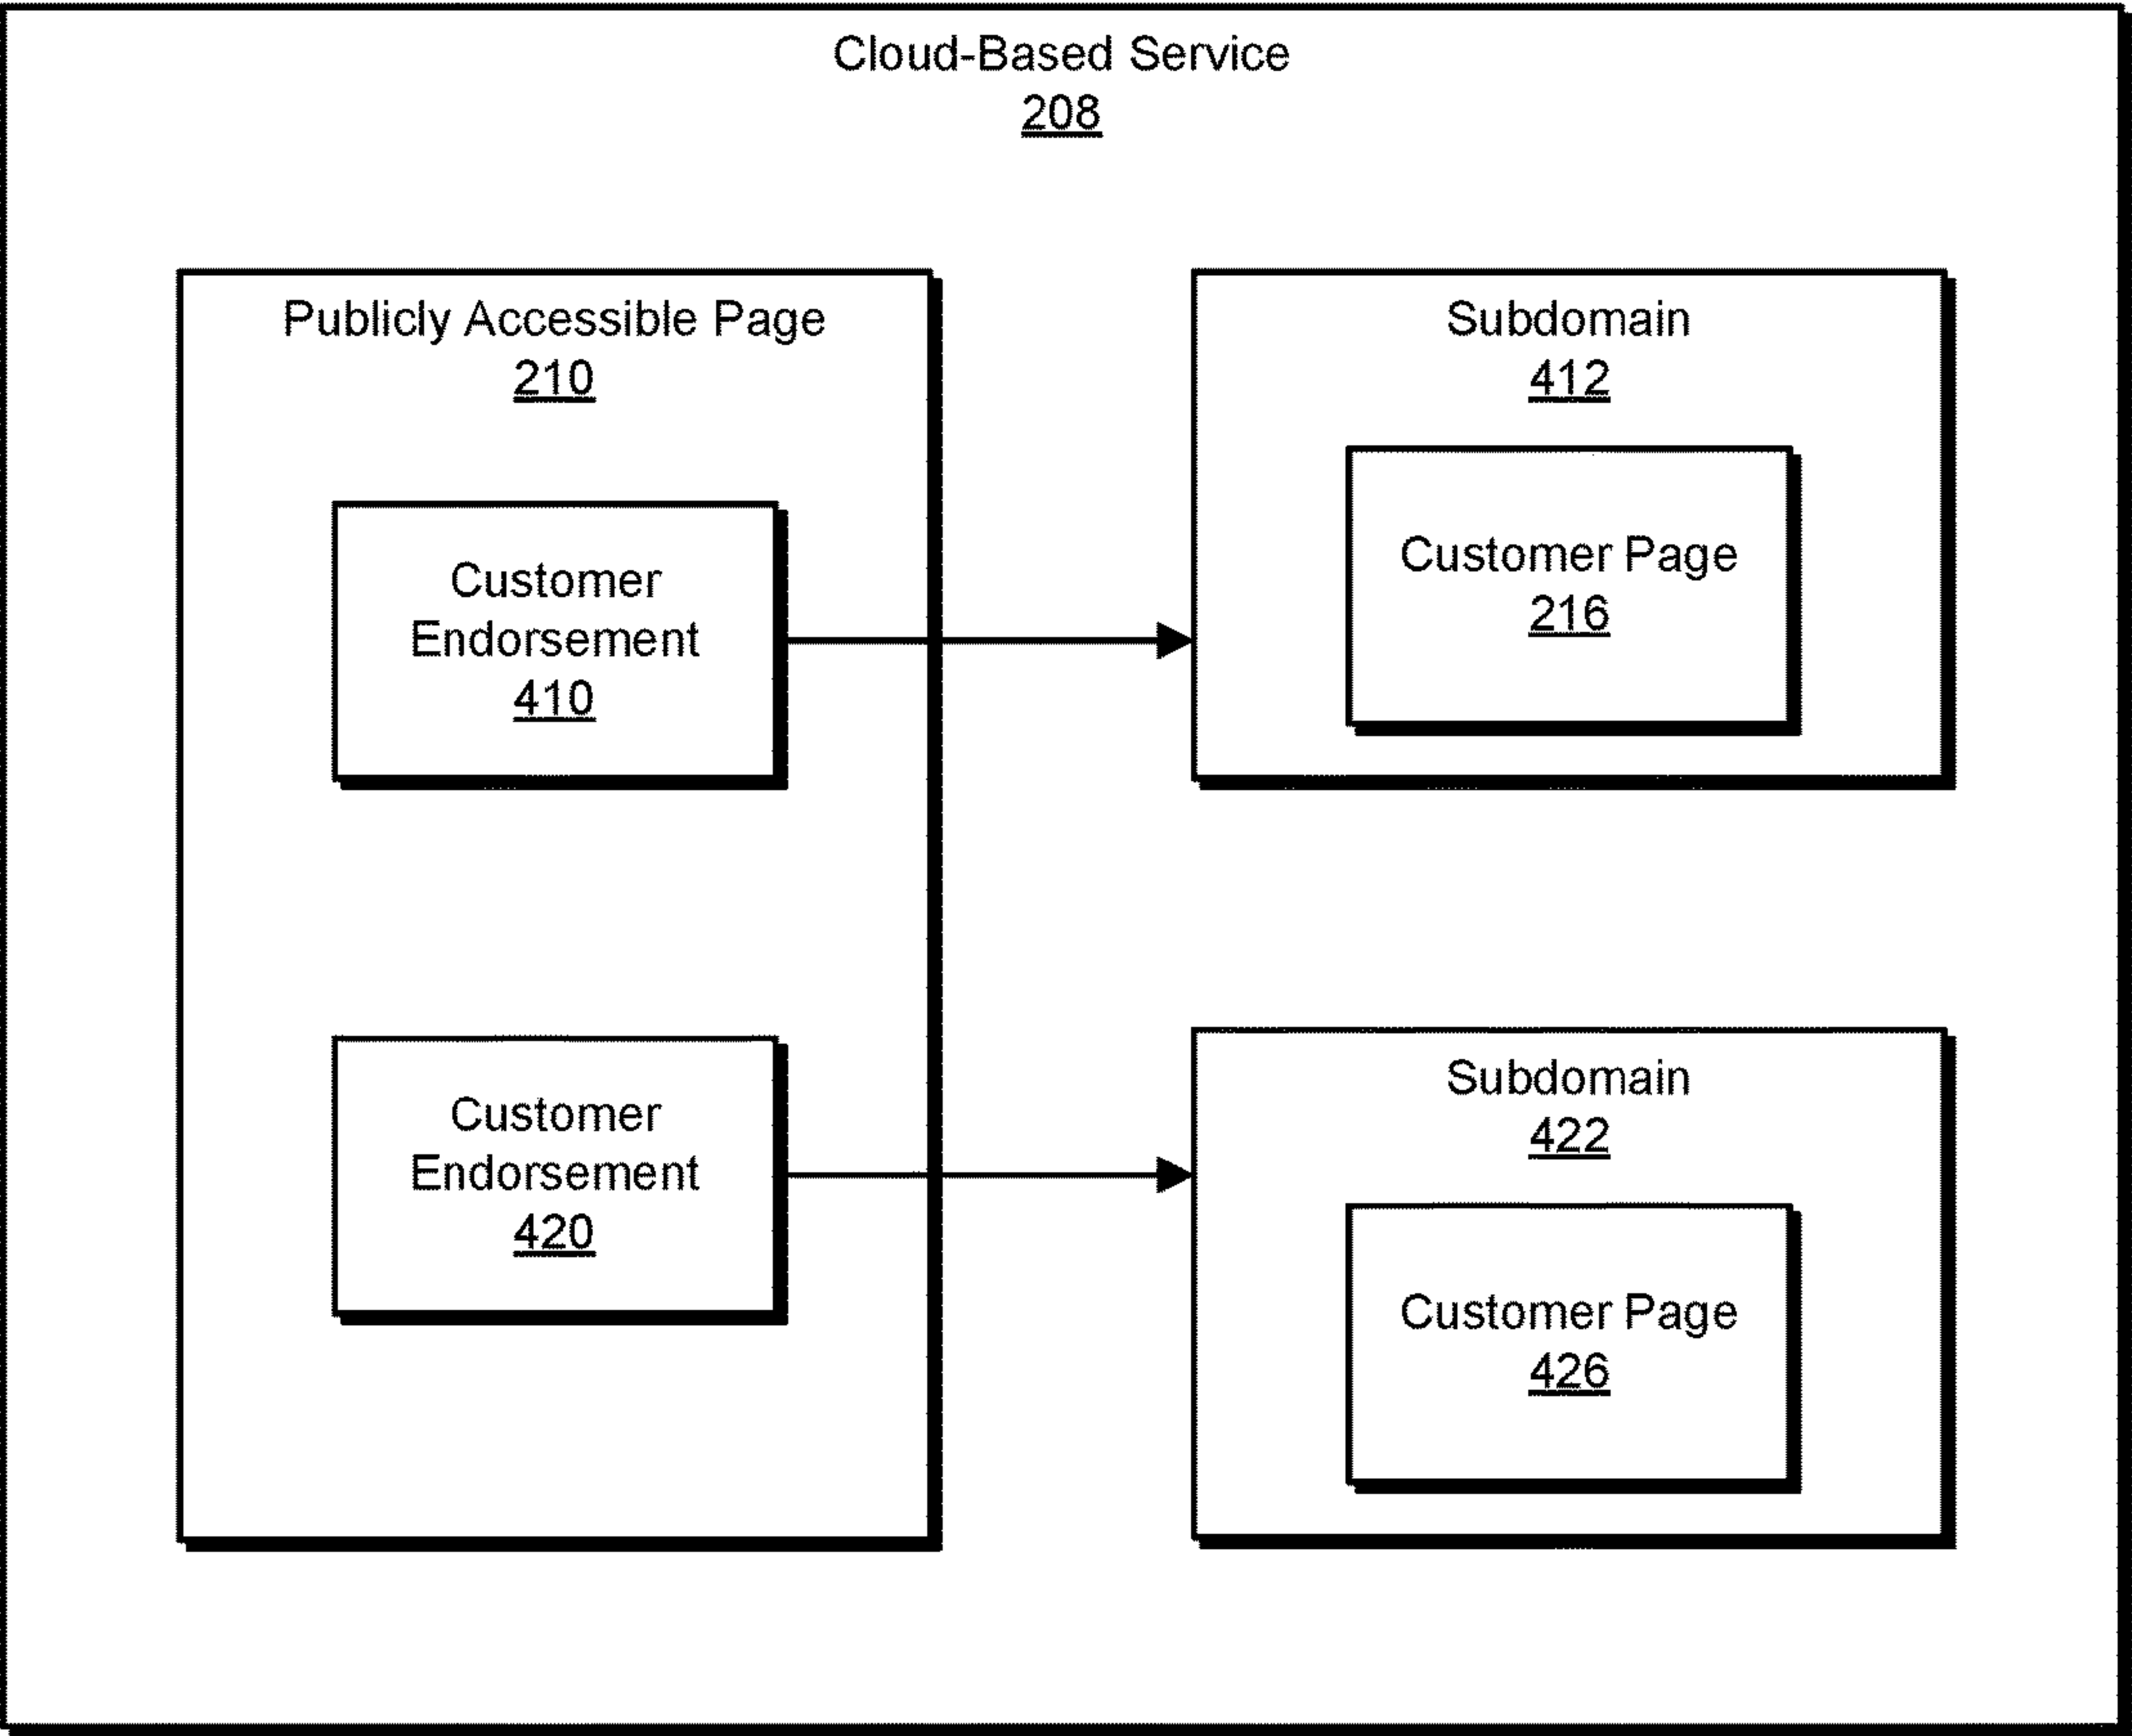 Cloud-Based Service
208
Publicly Accessible Page
210
Customer
Endorsement
410
Customer
Endorsement
420
Subdomain
412
Customer Page
216
Subdomain
422
Customer Page
426